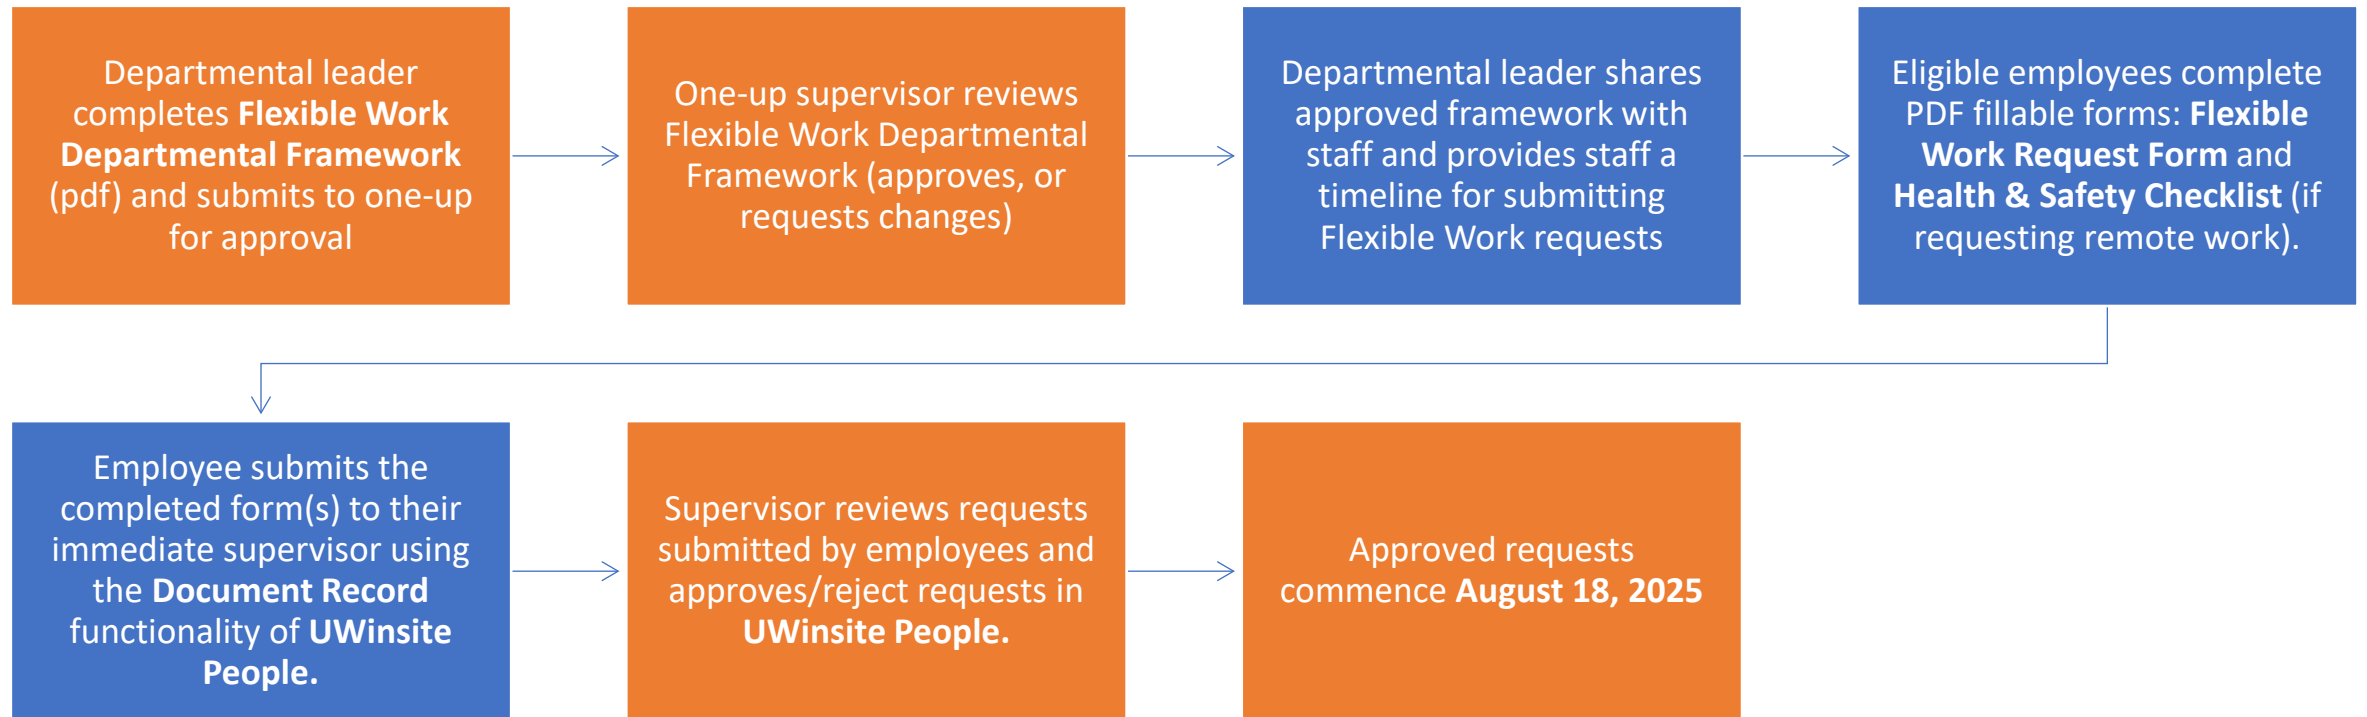 Departmental leader
completes Flexible Work
Departmental Framework
(pdf) and submits to one-up
for approval
One-up supervisor reviews
Flexible Work Departmental
Framework (approves, or
requests changes)
Departmental leader shares
approved framework with
staff and provides staff a
timeline for submitting
Flexible Work requests
Eligible employees complete
PDF fillable forms: Flexible
Work Request Form and
Health & Safety Checklist (if
requesting remote work).
Employee submits the
completed form(s) to their
immediate supervisor using
the Document Record
functionality of UWinsite
People.
Supervisor reviews requests
submitted by employees and
approves/reject requests in
UWinsite People.
Approved requests
commence August 18, 2025